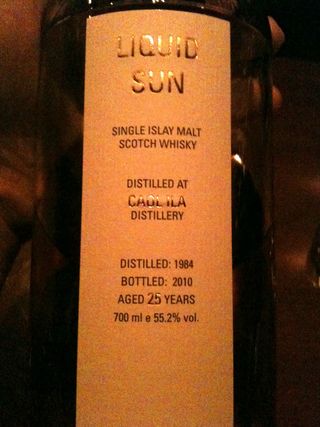 LIQUID
SUN
SINGLE ISLAY MALT
SCOTCH WHISKY
DISTILLED AT
CAOL ILA
DISTILLERY
DISTILLED: 1984
BOTTLED: 2010
AGED 25 YEARS
700 ml e 55.2% vol.